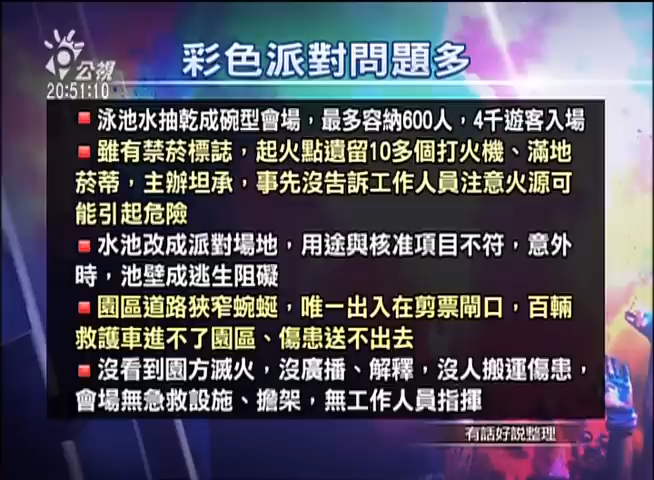 彩色派對問題多
公視
20:51:10
泳池水抽乾成碗型會場，最多容納600人，4千遊客入場
雖有禁菸標誌，起火點遺留10多個打火機、滿地
菸蒂，主辦坦承，事先沒告訴工作人員注意火源可
能引起危險
水池改成派對場地，用途與核准項目不符，意外
時，池壁成逃生阻礙
園區道路狹窄蜿蜒，唯一出入在剪票閘口，百輛
救護車進不了園區、傷患送不出去
沒看到園方滅火，沒廣播、解釋，沒人搬運傷患，
會場無急救設施、擔架，無工作人員指揮
有話好說整理